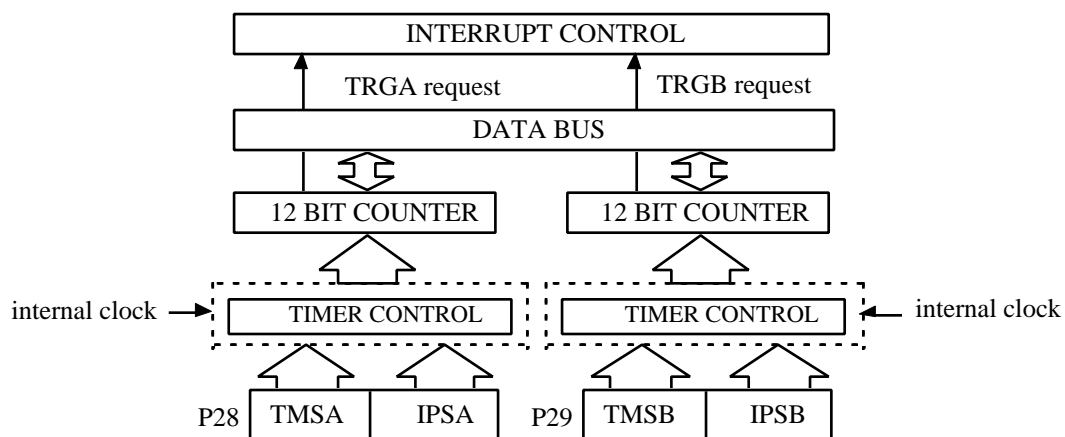 INTERRUPT CONTROL
TRGA request
TRGB request
DATA BUS
12 BIT COUNTER
12 BIT COUNTER
internal clock
TIMER CONTROL
TIMER CONTROL
internal clock
P28
TMSA
IPSA
P29
TMSB
IPSB